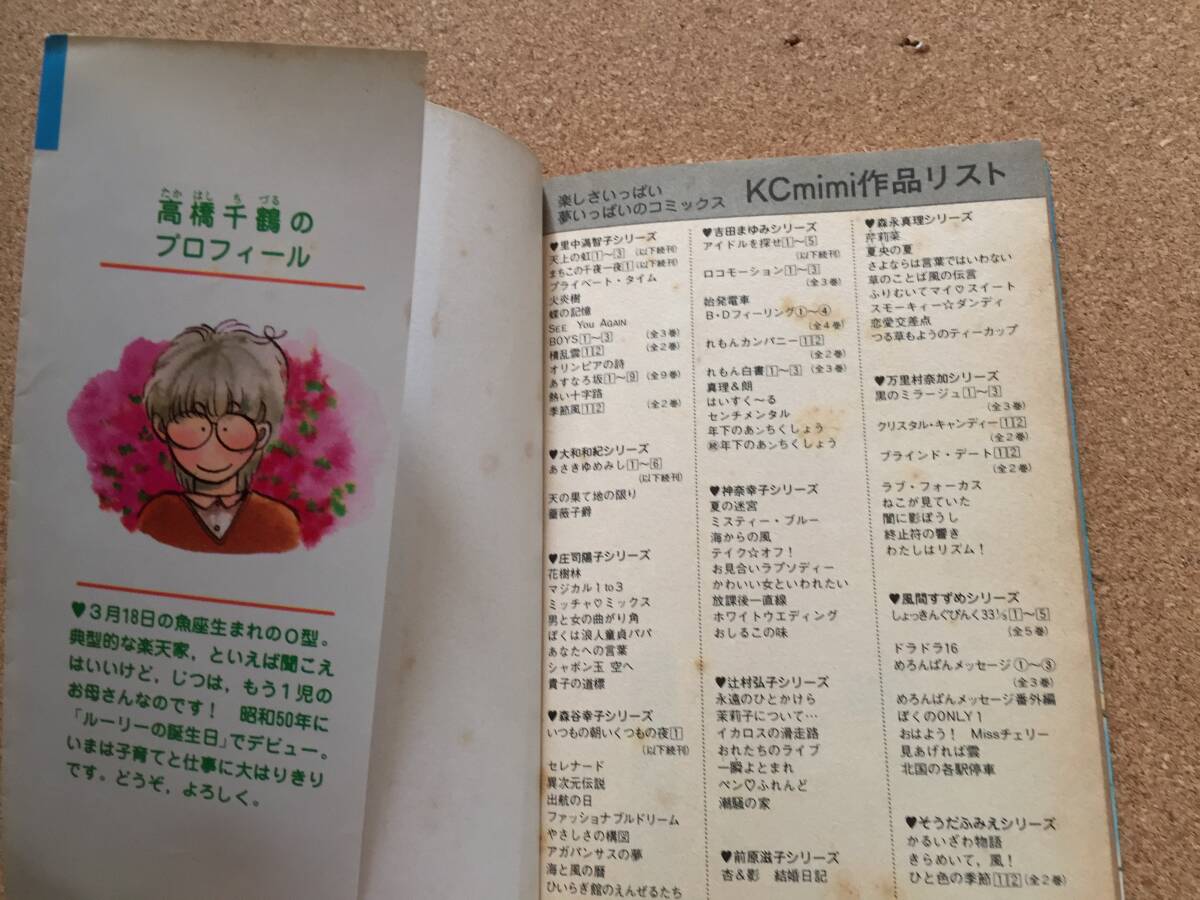 たかはしちづる
高橋千鶴の
プロフィール
♥3月18日の魚座生まれのO型。
典型的な楽天家，といえば聞こえ
はいいけど，じつは，もう1児の
お母さんなのです！　昭和50年に
「ルーリーの誕生日」でデビュー。
いまは子育てと仕事に大はりきり
です。どうぞ，よろしく。
楽しさいっぱい
夢いっぱいのコミックス
KCmimi作品リスト
♥里中満智子シリーズ
天上の虹①〜③（以下続刊）
まちこの千夜一夜①（以下続刊）
プライベート・タイム
火炎樹
蝶の記憶
SEE You AGAIN
BOYS①〜③（全3巻）
積乱雲①②（全2巻）
オリンピアの詩
あすなろ坂①〜⑨（全9巻）
熱い十字路
季節風①②（全2巻）
♥大和和紀シリーズ
あさきゆめみし①〜⑥
（以下続刊）
天の果て地の限り
薔薇子爵
♥庄司陽子シリーズ
花樹林
マジカル1to3
ミッチャ♡ミックス
男と女の曲がり角
ぼくは浪人童貞パパ
あなたへの言葉
シャボン玉 空へ
貴子の道標
♥森谷幸子シリーズ
いつもの朝いくつもの夜①
（以下続刊）
セレナード
異次元伝説
出航の日
ファッショナブルドリーム
やさしさの構図
アガパンサスの夢
海と風の暦
ひいらぎ館のえんぜるたち
♥吉田まゆみシリーズ
アイドルを探せ①〜⑤
（以下続刊）
ロコモーション①〜③
（全3巻）
始発電車
B・Dフィーリング①〜④
（全4巻）
れもんカンパニー①②
（全2巻）
れもん白書①〜③（全3巻）
真理＆朗
はいすく〜る
センチメンタル
年下のあンちくしょう
㊙年下のあンちくしょう
♥神奈幸子シリーズ
夏の迷宮
ミスティー・ブルー
海からの風
テイク☆オフ！
お見合いラプソディー
かわいい女といわれたい
放課後一直線
ホワイトウエディング
おしるこの味
♥辻村弘子シリーズ
永遠のひとかけら
茉莉子について…
イカロスの滑走路
おれたちのライブ
一瞬よとまれ
ペン♡ふれんど
潮騒の家
♥前原滋子シリーズ
杏＆影　結婚日記
♥森永真理シリーズ
芹莉菜
夏央の夏
さよならは言葉ではいわない
草のことば風の伝言
ふりむいてマイ♡スイート
スモーキィー☆ダンディ
恋愛交差点
つる草もようのティーカップ
♥万里村奈加シリーズ
黒のミラージュ①〜③
（全3巻）
クリスタル・キャンディー①②
（全2巻）
ブラインド・デート①②
（全2巻）
ラブ・フォーカス
ねこが見ていた
闇に影ぼうし
終止符の響き
わたしはリズム！
♥風間すずめシリーズ
しょっきんぐぴんく33⅓①〜⑤
（全5巻）
ドラドラ16
めろんぱんメッセージ①〜③
（全3巻）
めろんぱんメッセージ番外編
ぼくのONLY1
おはよう！　Missチェリー
見あげれば雲
北国の各駅停車
♥そうだふみえシリーズ
かるいざわ物語
きらめいて，風！
ひと色の季節①②（全2巻）